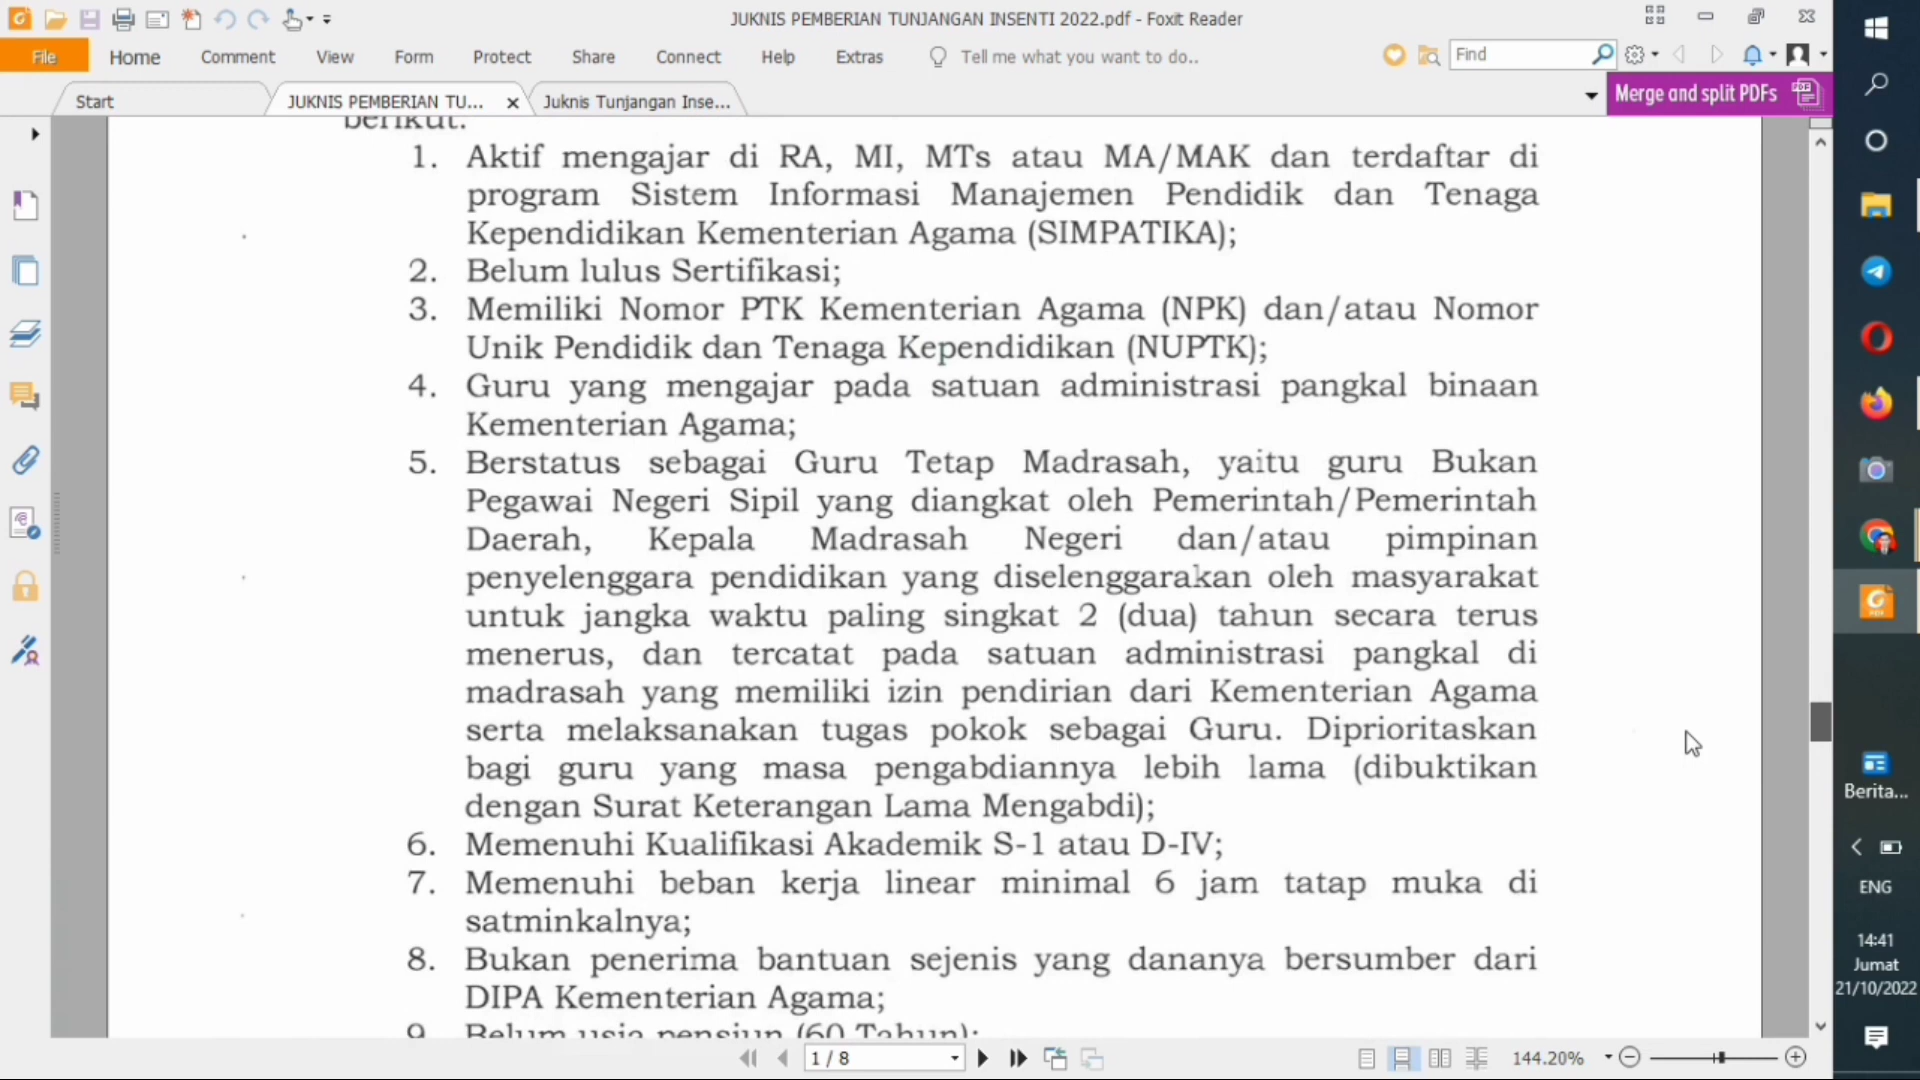 JUKNIS PEMBERIAN TUNJANGAN INSENTI 2022.pdf - Foxit Reader
File Home Comment View Form Protect Share Connect Help Extras Tell me what you want to do.. Find
Start JUKNIS PEMBERIAN TU... Juknis Tunjangan Inse... Merge and split PDFs
berikut:
1. Aktif mengajar di RA, MI, MTs atau MA/MAK dan terdaftar di
program Sistem Informasi Manajemen Pendidik dan Tenaga
Kependidikan Kementerian Agama (SIMPATIKA);
2. Belum lulus Sertifikasi;
3. Memiliki Nomor PTK Kementerian Agama (NPK) dan/atau Nomor
Unik Pendidik dan Tenaga Kependidikan (NUPTK);
4. Guru yang mengajar pada satuan administrasi pangkal binaan
Kementerian Agama;
5. Berstatus sebagai Guru Tetap Madrasah, yaitu guru Bukan
Pegawai Negeri Sipil yang diangkat oleh Pemerintah/Pemerintah
Daerah, Kepala Madrasah Negeri dan/atau pimpinan
penyelenggara pendidikan yang diselenggarakan oleh masyarakat
untuk jangka waktu paling singkat 2 (dua) tahun secara terus
menerus, dan tercatat pada satuan administrasi pangkal di
madrasah yang memiliki izin pendirian dari Kementerian Agama
serta melaksanakan tugas pokok sebagai Guru. Diprioritaskan
bagi guru yang masa pengabdiannya lebih lama (dibuktikan
dengan Surat Keterangan Lama Mengabdi);
6. Memenuhi Kualifikasi Akademik S-1 atau D-IV;
7. Memenuhi beban kerja linear minimal 6 jam tatap muka di
satminkalnya;
8. Bukan penerima bantuan sejenis yang dananya bersumber dari
DIPA Kementerian Agama;
9. Belum usia pensiun (60 Tahun);
1 / 8
144.20%
Berita...
ENG
14:41
Jumat
21/10/2022